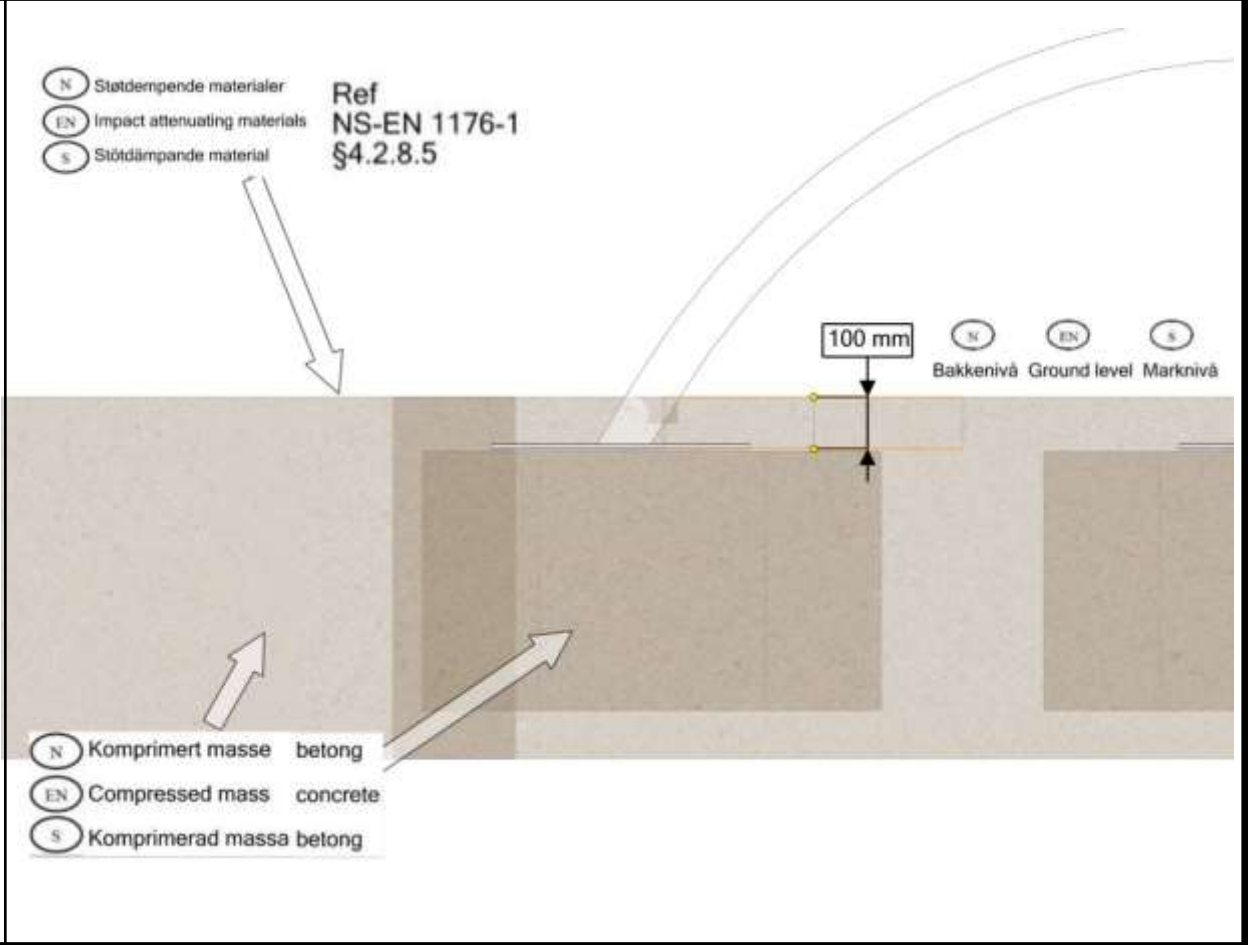 N Støtdempende materialer
EN Impact attenuating materials
S Stötdämpande material
Ref
NS-EN 1176-1
§4.2.8.5
100 mm
N EN S
Bakkenivå Ground level Marknivå
N Komprimert masse betong
EN Compressed mass concrete
S Komprimerad massa betong